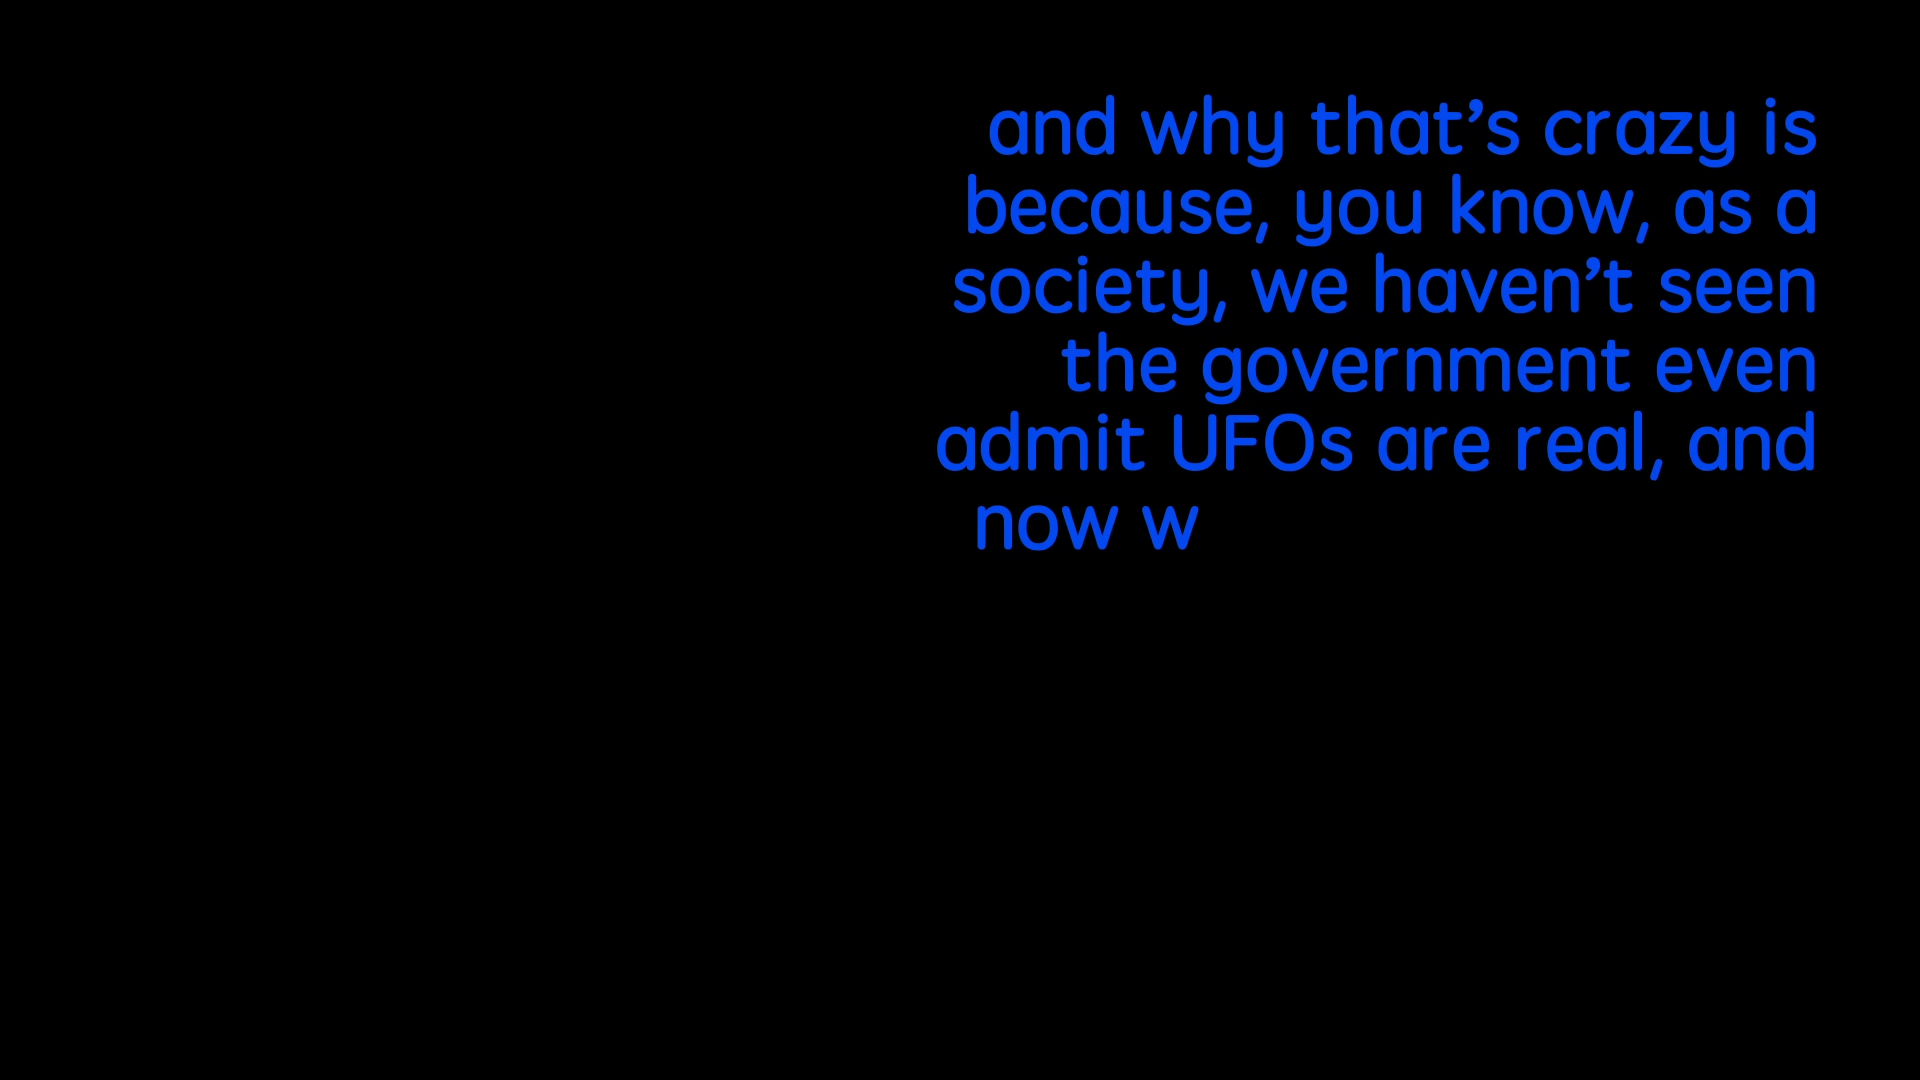 and why that’s crazy is
because, you know, as a
society, we haven’t seen
the government even
admit UFOs are real, and
now w